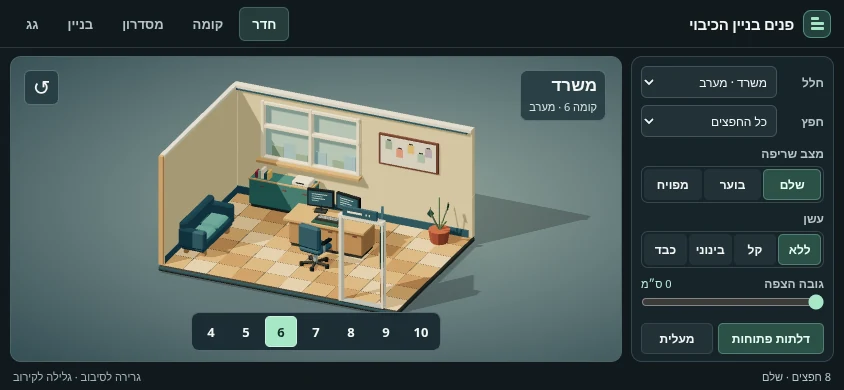 פנים בניין הכיבוי
חדר
קומה
מסדרון
בניין
גג
חלל
משרד · מערב
חפץ
כל החפצים
מצב שריפה
שלם
בוער
מפויח
עשן
ללא
קל
בינוני
כבד
גובה הצפה
0 ס״מ
דלתות פתוחות
מעלית
8 חפצים · שלם
משרד
קומה 6 · מערב
↺
4 5 6 7 8 9 10
גרירה לסיבוב · גלילה לקירוב